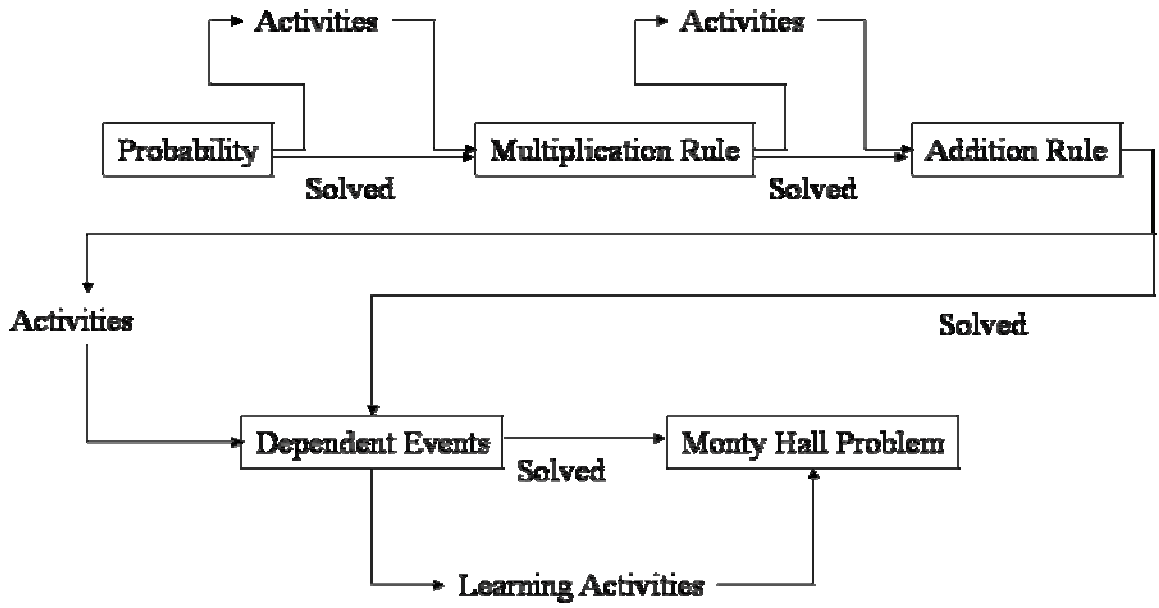 Activities
Activities
Probability
Multiplication Rule
Addition Rule
Solved
Solved
Activities
Solved
Dependent Events
Monty Hall Problem
Solved
Learning Activities